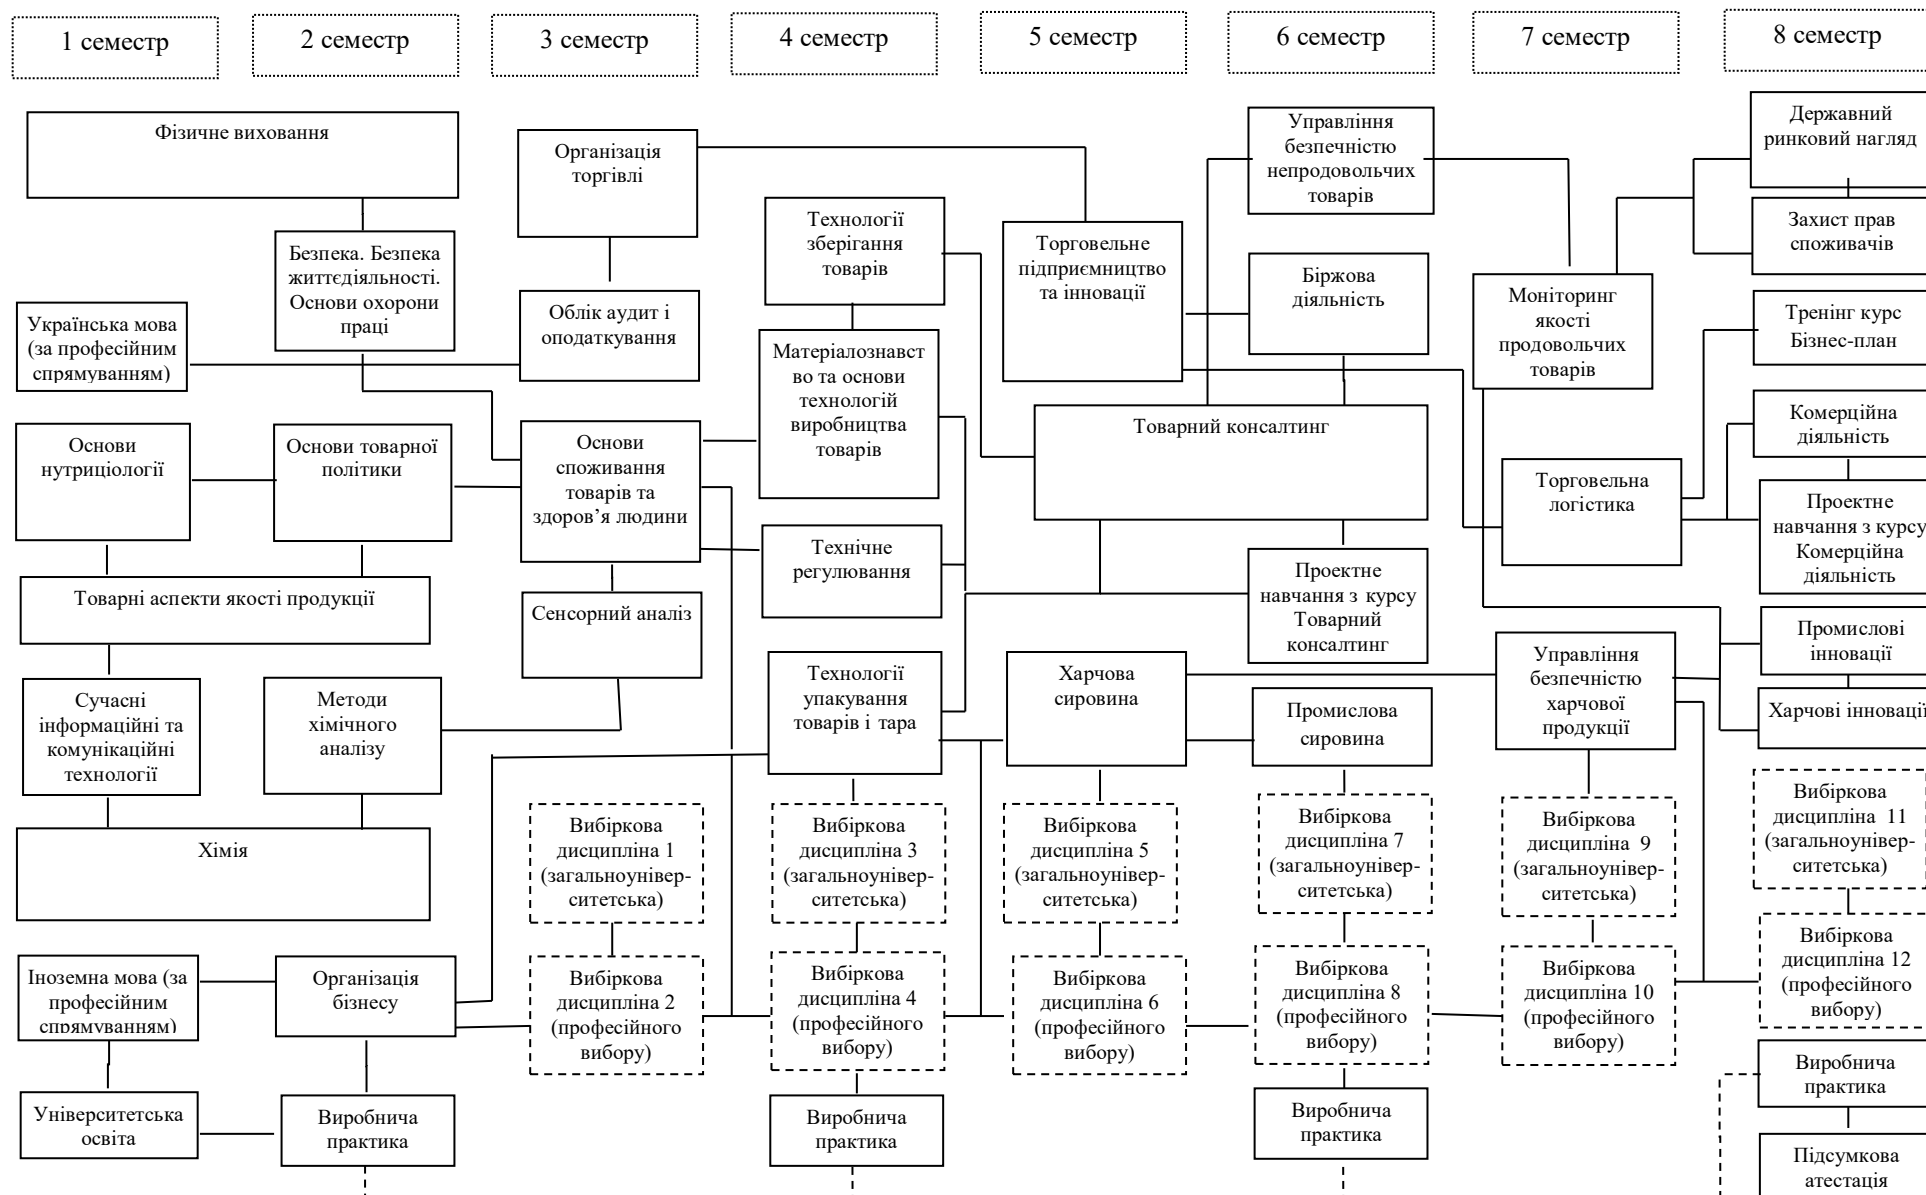 1 семестр
2 семестр
3 семестр
4 семестр
5 семестр
6 семестр
7 семестр
8 семестр
Фізичне виховання
Безпека. Безпека
життєдіяльності.
Основи охорони
праці
Українська мова
(за професійним
спрямуванням)
Основи
нутриціології
Основи товарної
політики
Товарні аспекти якості продукції
Сучасні
інформаційні та
комунікаційні
технології
Методи
хімічного
аналізу
Хімія
Іноземна мова (за
професійним
спрямуванням)
Організація
бізнесу
Університетська
освіта
Виробнича
практика
Організація
торгівлі
Облік аудит і
оподаткування
Основи
споживання
товарів та
здоров’я людини
Сенсорний аналіз
Вибіркова
дисципліна 1
(загальноунівер-
ситетська)
Вибіркова
дисципліна 2
(професійного
вибору)
Технології
зберігання
товарів
Матеріалознавст
во та основи
технологій
виробництва
товарів
Технічне
регулювання
Технології
упакування
товарів і тара
Вибіркова
дисципліна 3
(загальноунівер-
ситетська)
Вибіркова
дисципліна 4
(професійного
вибору)
Виробнича
практика
Торговельне
підприємництво
та інновації
Товарний консалтинг
Харчова
сировина
Вибіркова
дисципліна 5
(загальноунівер-
ситетська)
Вибіркова
дисципліна 6
(професійного
вибору)
Управління
безпечністю
непродовольчих
товарів
Біржова
діяльність
Проектне
навчання з курсу
Товарний
консалтинг
Промислова
сировина
Вибіркова
дисципліна 7
(загальноунівер-
ситетська)
Вибіркова
дисципліна 8
(професійного
вибору)
Виробнича
практика
Моніторинг
якості
продовольчих
товарів
Торговельна
логістика
Управління
безпечністю
харчової
продукції
Вибіркова
дисципліна 9
(загальноунівер-
ситетська)
Вибіркова
дисципліна 10
(професійного
вибору)
Державний
ринковий нагляд
Захист прав
споживачів
Тренінг курс
Бізнес-план
Комерційна
діяльність
Проектне
навчання з курсу
Комерційна
діяльність
Промислові
інновації
Харчові інновації
Вибіркова
дисципліна 11
(загальноунівер-
ситетська)
Вибіркова
дисципліна 12
(професійного
вибору)
Виробнича
практика
Підсумкова
атестація